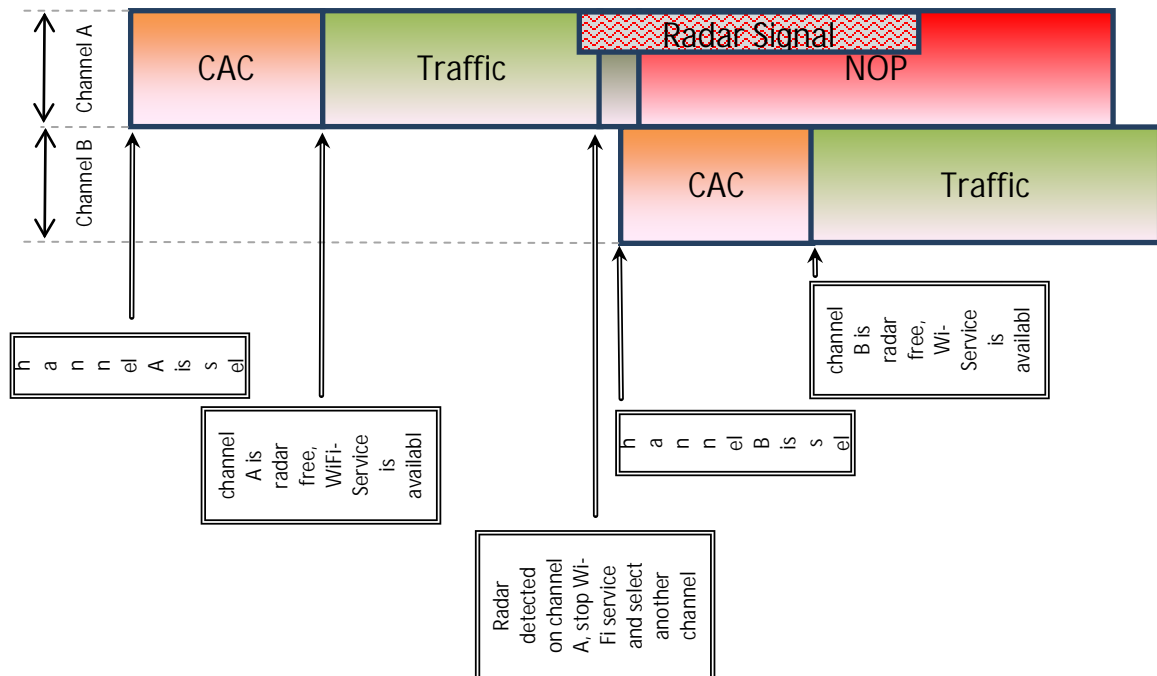 Channel A
CAC
Traffic
Radar Signal
NOP
Channel B
CAC
Traffic
h
a
n
n
el
A
is
s
el
channel
A is
radar
free,
WiFi-
Service
is
availabl
Radar
detected
on channel
A, stop Wi-
Fi service
and select
another
channel
h
a
n
n
el
B
is
s
el
channel
B is
radar
free,
Wi-
Service
is
availabl